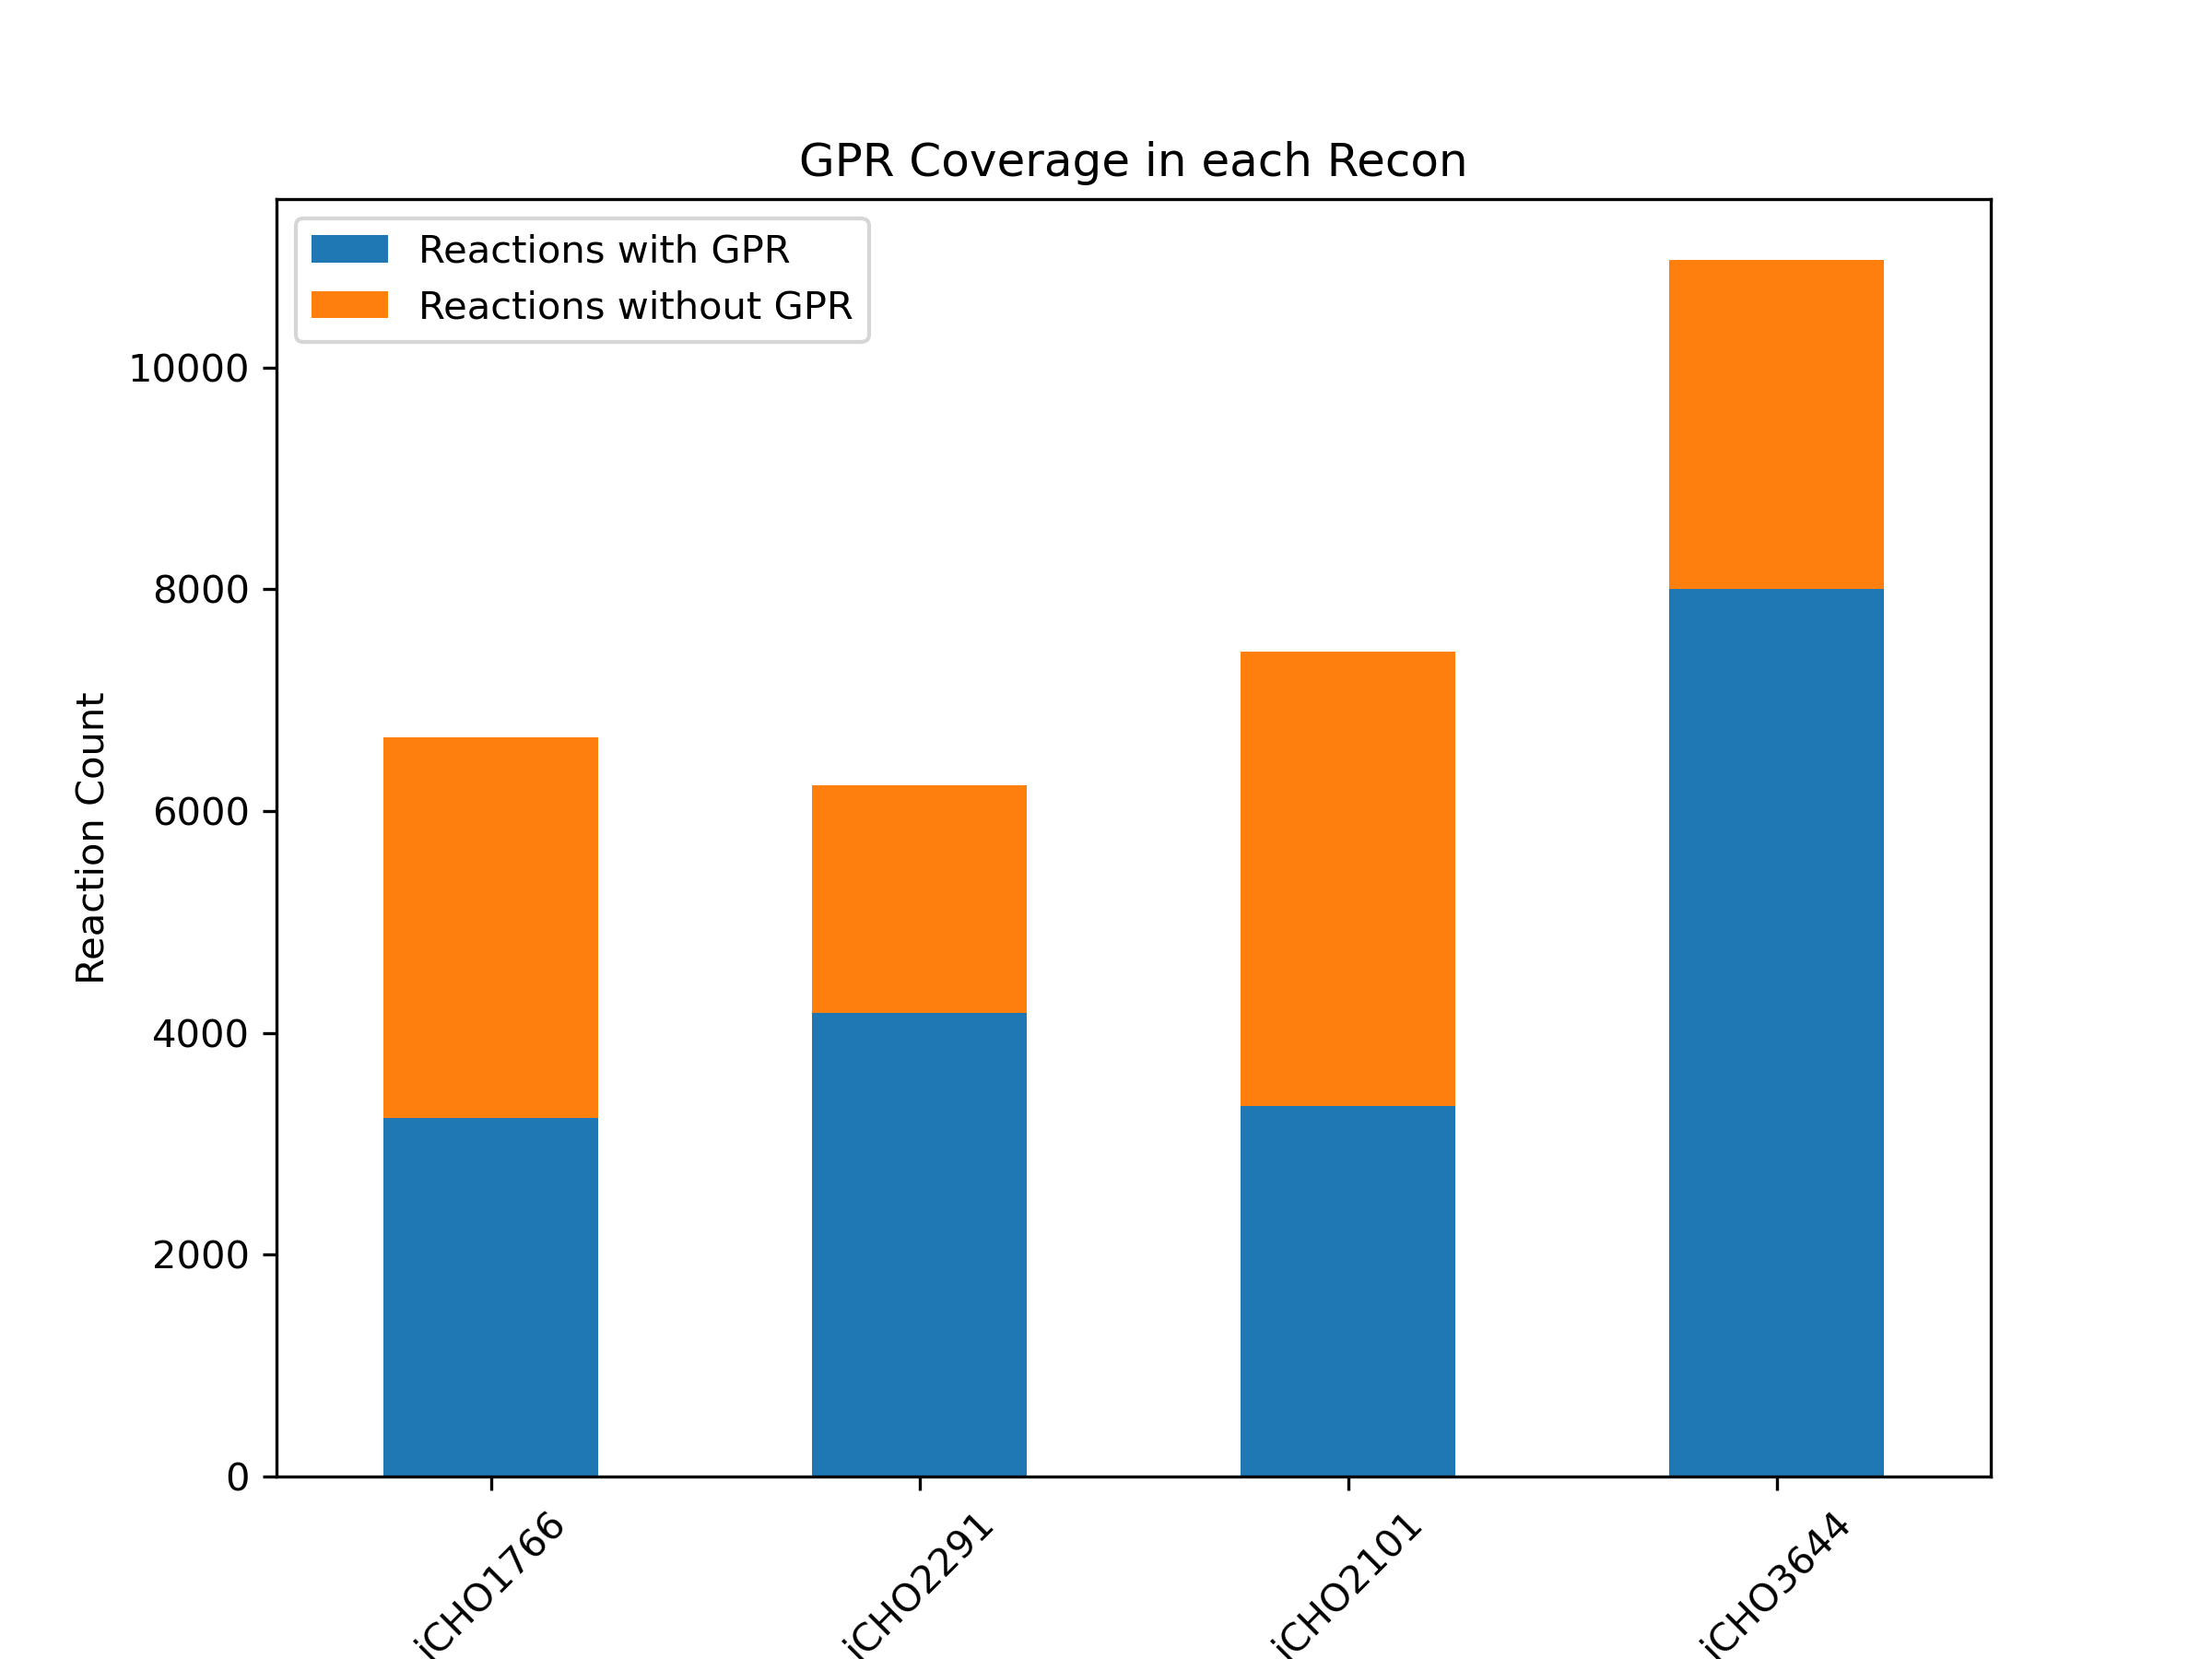 GPR Coverage in each Recon
Reactions with GPR
Reactions without GPR
10000
8000
6000
4000
2000
0
Reaction Count
iCHO1766
iCHO2291
iCHO2101
iCHO3644